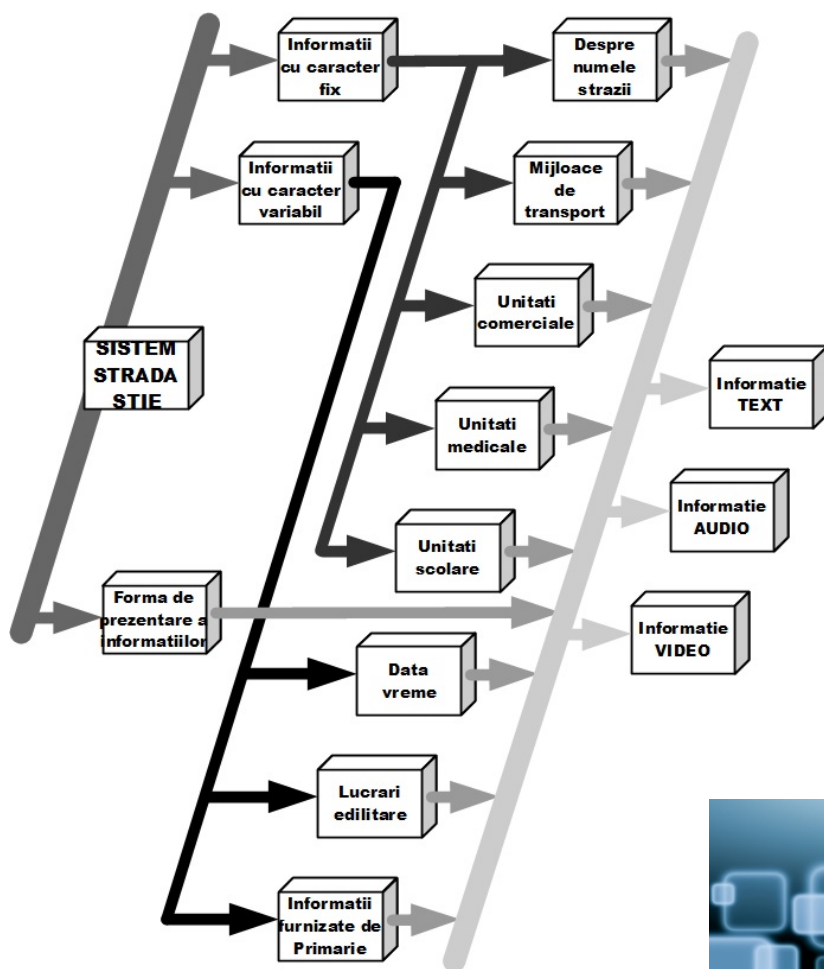 Informatii
cu caracter
fix
Despre
numele
strazii
Informatii
cu caracter
variabil
Mijloace
de
transport
Unitati
comerciale
SISTEM
STRADA
STIE
Informatie
TEXT
Unitati
medicale
Informatie
AUDIO
Unitati
scolare
Forma de
prezentare a
informatiilor
Informatie
VIDEO
Data
vreme
Lucrari
edilitare
Informatii
furnizate de
Primarie